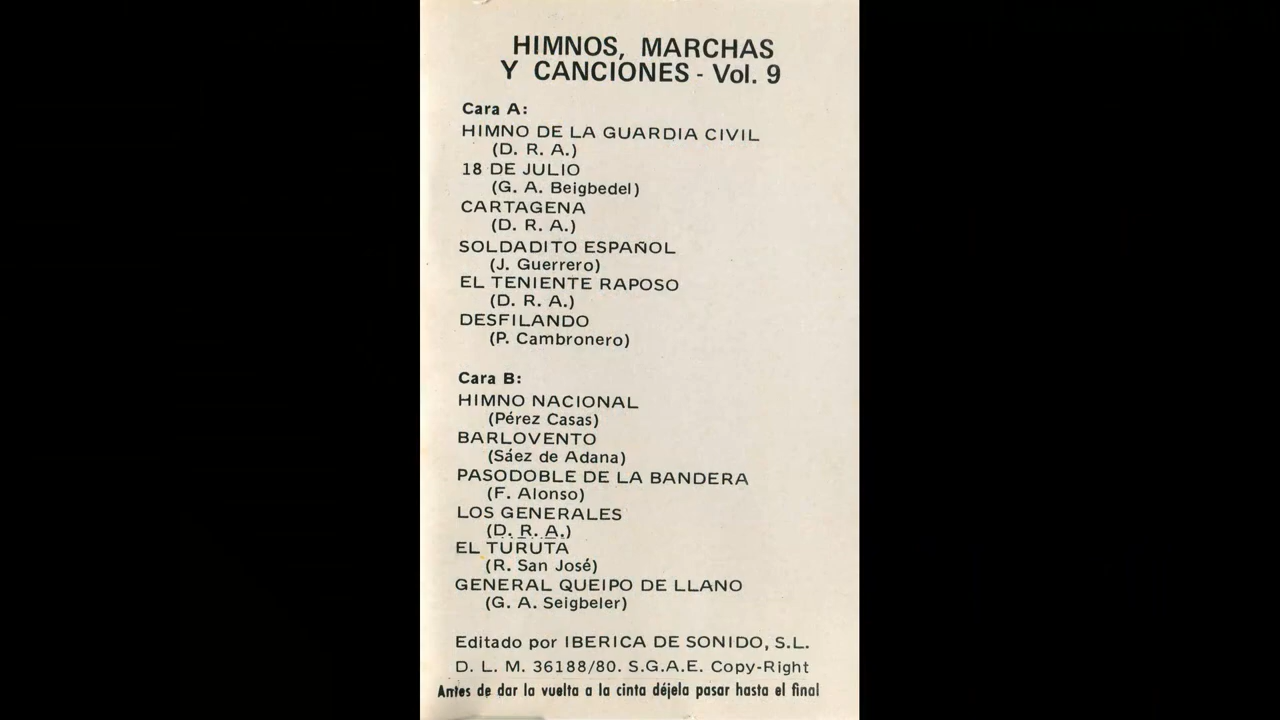 HIMNOS, MARCHAS
Y CANCIONES - Vol. 9
Cara A:
HIMNO DE LA GUARDIA CIVIL
(D. R. A.)
18 DE JULIO
(G. A. Beigbedel)
CARTAGENA
(D. R. A.)
SOLDADITO ESPAÑOL
(J. Guerrero)
EL TENIENTE RAPOSO
(D. R. A.)
DESFILANDO
(P. Cambronero)
Cara B:
HIMNO NACIONAL
(Pérez Casas)
BARLOVENTO
(Sáez de Adana)
PASODOBLE DE LA BANDERA
(F. Alonso)
LOS GENERALES
(D. R. A.)
EL TURUTA
(R. San José)
GENERAL QUEIPO DE LLANO
(G. A. Seigbeler)
Editado por IBERICA DE SONIDO, S.L.
D. L. M. 36188/80. S.G.A.E. Copy-Right
Antes de dar la vuelta a la cinta déjela pasar hasta el final